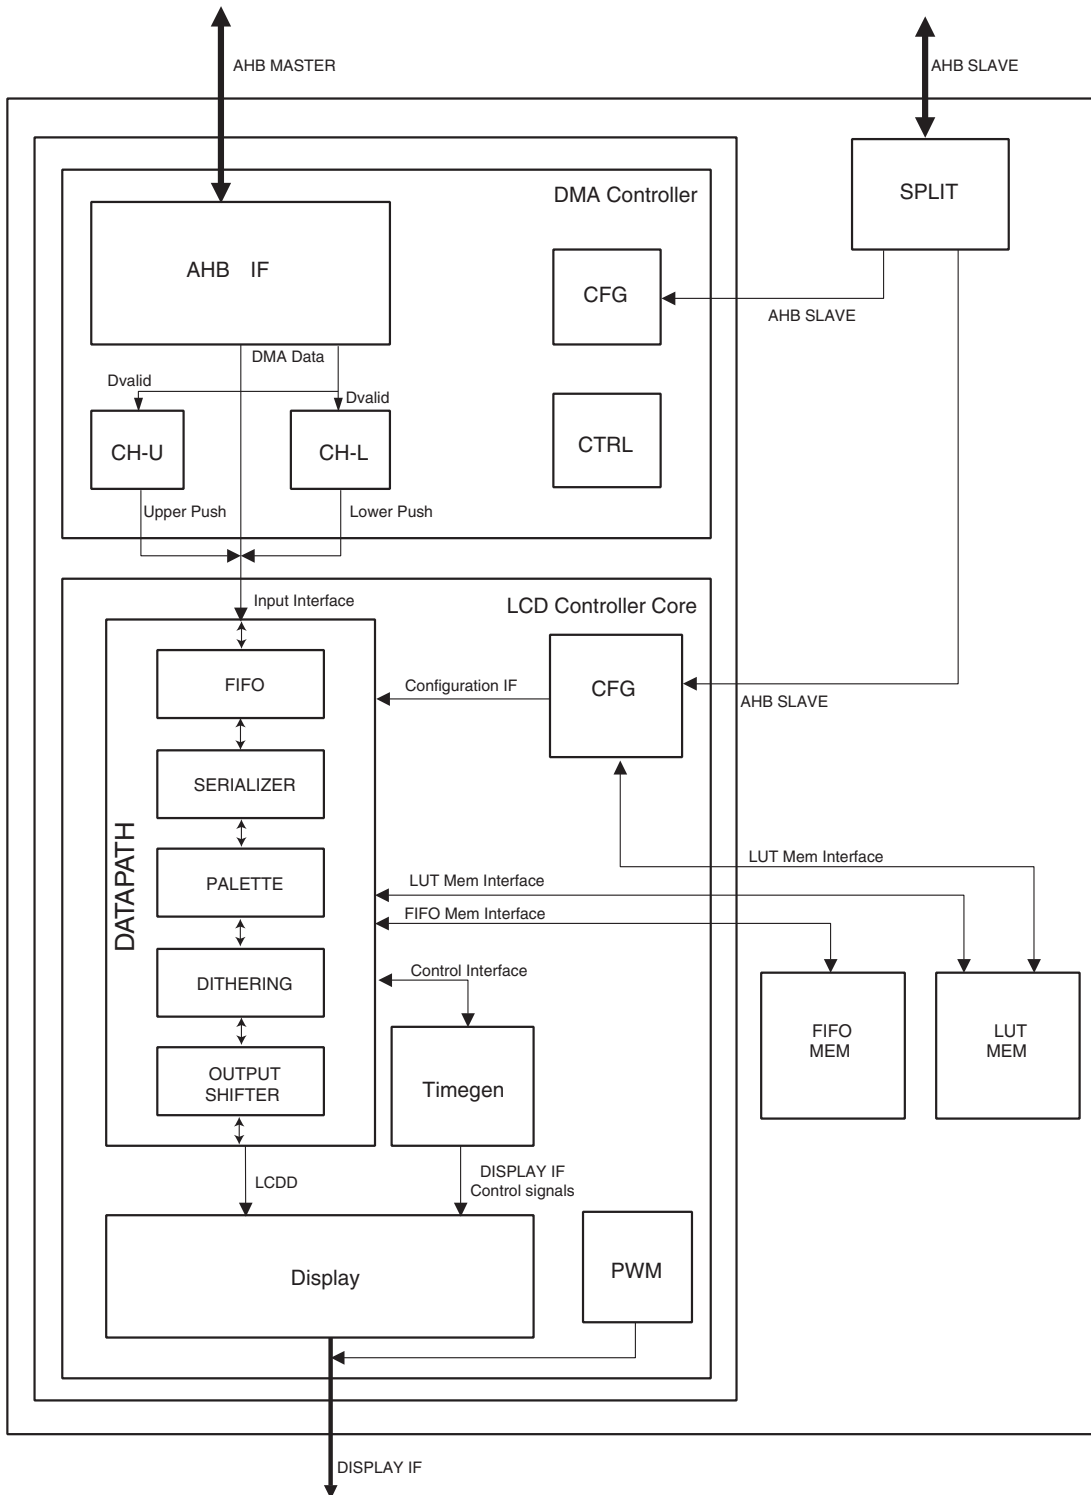 AHB MASTER
AHB SLAVE
DMA Controller
SPLIT
AHB IF
CFG
AHB SLAVE
DMA Data
Dvalid
Dvalid
CH-U
CH-L
CTRL
Upper Push
Lower Push
Input Interface
LCD Controller Core
FIFO
Configuration IF
CFG
AHB SLAVE
SERIALIZER
DATAPATH
PALETTE
LUT Mem Interface
LUT Mem Interface
FIFO Mem Interface
DITHERING
Control Interface
FIFO
MEM
LUT
MEM
OUTPUT
SHIFTER
Timegen
LCDD
DISPLAY IF
Control signals
Display
PWM
DISPLAY IF